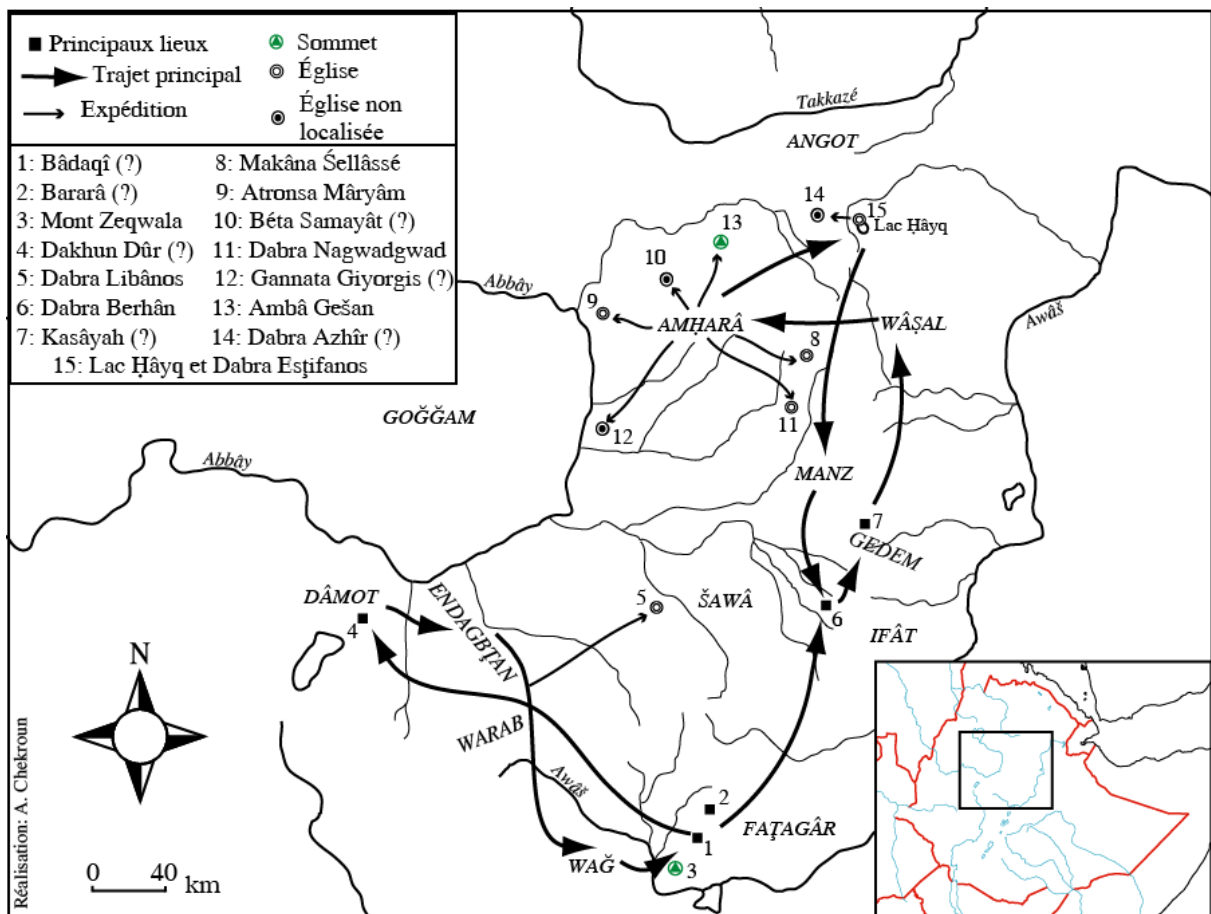 Principaux lieux
Trajet principal
Expédition
Sommet
Église
Église non
localisée
1: Bâdaqî (?)
2: Bararâ (?)
3: Mont Zeqwala
4: Dakhun Dûr (?)
5: Dabra Libânos
6: Dabra Berhân
7: Kasâyah (?)
8: Makâna Śellâssé
9: Atronsa Mâryâm
10: Béta Samayât (?)
11: Dabra Nagwadgwad
12: Gannata Giyorgis (?)
13: Ambâ Gešan
14: Dabra Azhîr (?)
15: Lac Ḥâyq et Dabra Esṭifanos
Takkazé
ANGOT
14
15
Lac Ḥâyq
13
10
Abbây
9
AMḤARÂ
WÂṢAL
Awâš
8
11
12
GOĞĞAM
Abbây
MANZ
7
GEDEM
DÂMOT
4
ENDAGBṬAN
5
ŠAWÂ
6
IFÂT
N
WARAB
Awâš
2
1
FAṬAGÂR
WAĞ
3
0 40
km
Réalisation: A. Chekroun